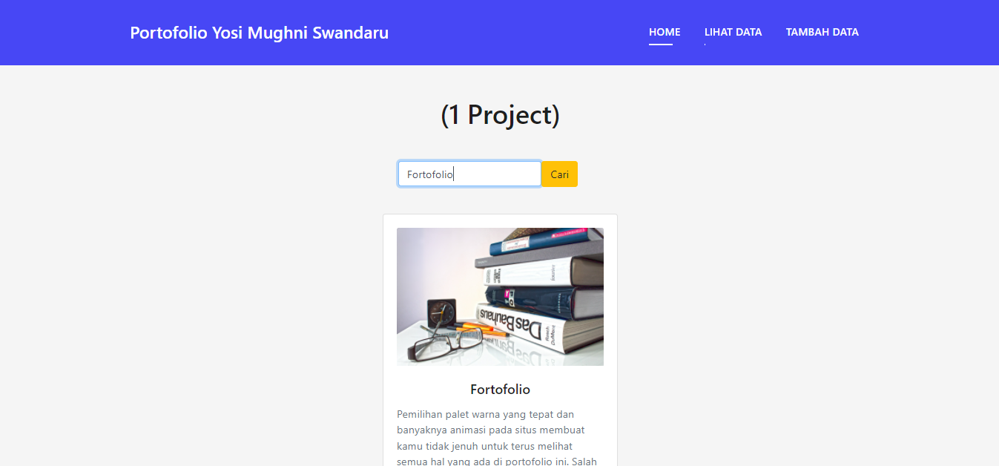 Portofolio Yosi Mughni Swandaru
HOME
LIHAT DATA
TAMBAH DATA
(1 Project)
Fortofolio
Cari
Das Bauhaus
Fortofolio
Pemilihan palet warna yang tepat dan
banyaknya animasi pada situs membuat
kamu tidak jenuh untuk terus melihat
semua hal yang ada di portofolio ini. Salah